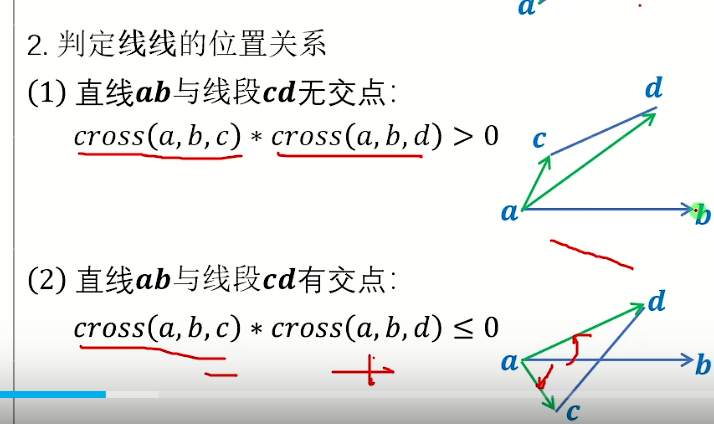 a
2. 判定线线的位置关系
(1) 直线ab与线段cd无交点：
cross(a, b, c) * cross(a, b, d) > 0
d
c
a
b
(2) 直线ab与线段cd有交点：
cross(a, b, c) * cross(a, b, d) ≤ 0
d
a
b
c
− +